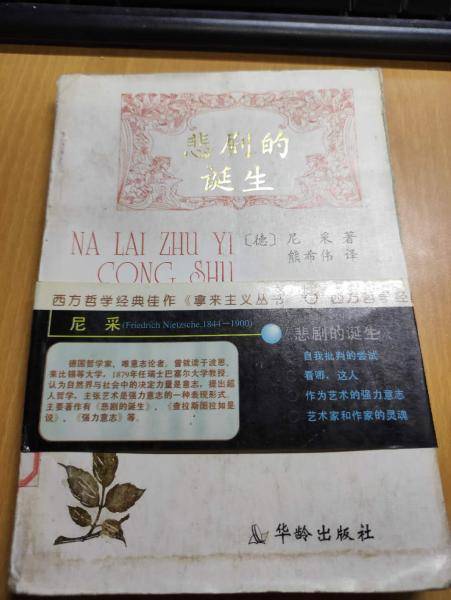 悲剧的
诞生
〔德〕尼 采 著
熊希伟 译
NA LAI ZHU YI
CONG SHU
西方哲学经典佳作《拿来主义丛书
西方哲学经
尼 采(Friedrich Nietzsche,1844—1900)
德国哲学家，唯意志论者，曾就读于波恩、
莱比锡等大学，1879年任瑞士巴塞尔大学教授，
认为自然界与社会中的决定力量是意志，提出超
人哲学，主张艺术是强力意志的一种表现形式，
主要著作有《悲剧的诞生》、《查拉斯图拉如是
说》、《强力意志》等。
悲剧的诞生
自我批判的尝试
看哪，这人
作为艺术的强力意志
艺术家和作家的灵魂
华龄出版社